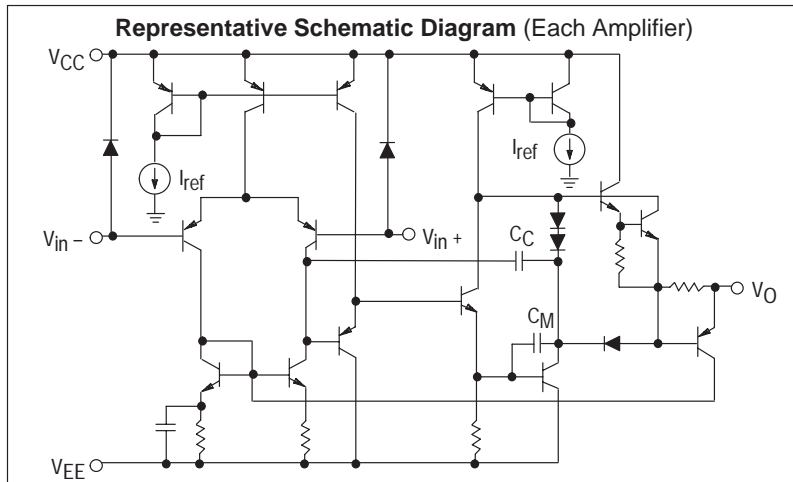 Representative Schematic Diagram (Each Amplifier)
VCC
Iref
Iref
Vin –
Vin +
CC
VO
CM
VEE